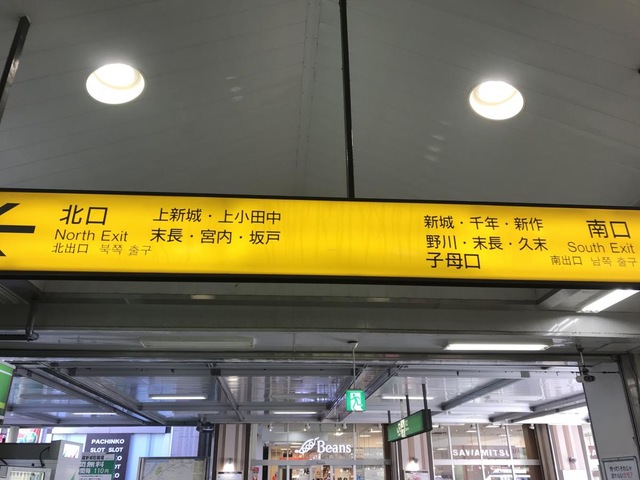 北口
North Exit
北出口 북쪽 출구
上新城・上小田中
末長・宮内・坂戸
新城・千年・新作
野川・末長・久末
子母口
南口
South Exit
南出口 남쪽 출구
PACHINKO
SLOT SLOT
Beans
SAVIAMITSU